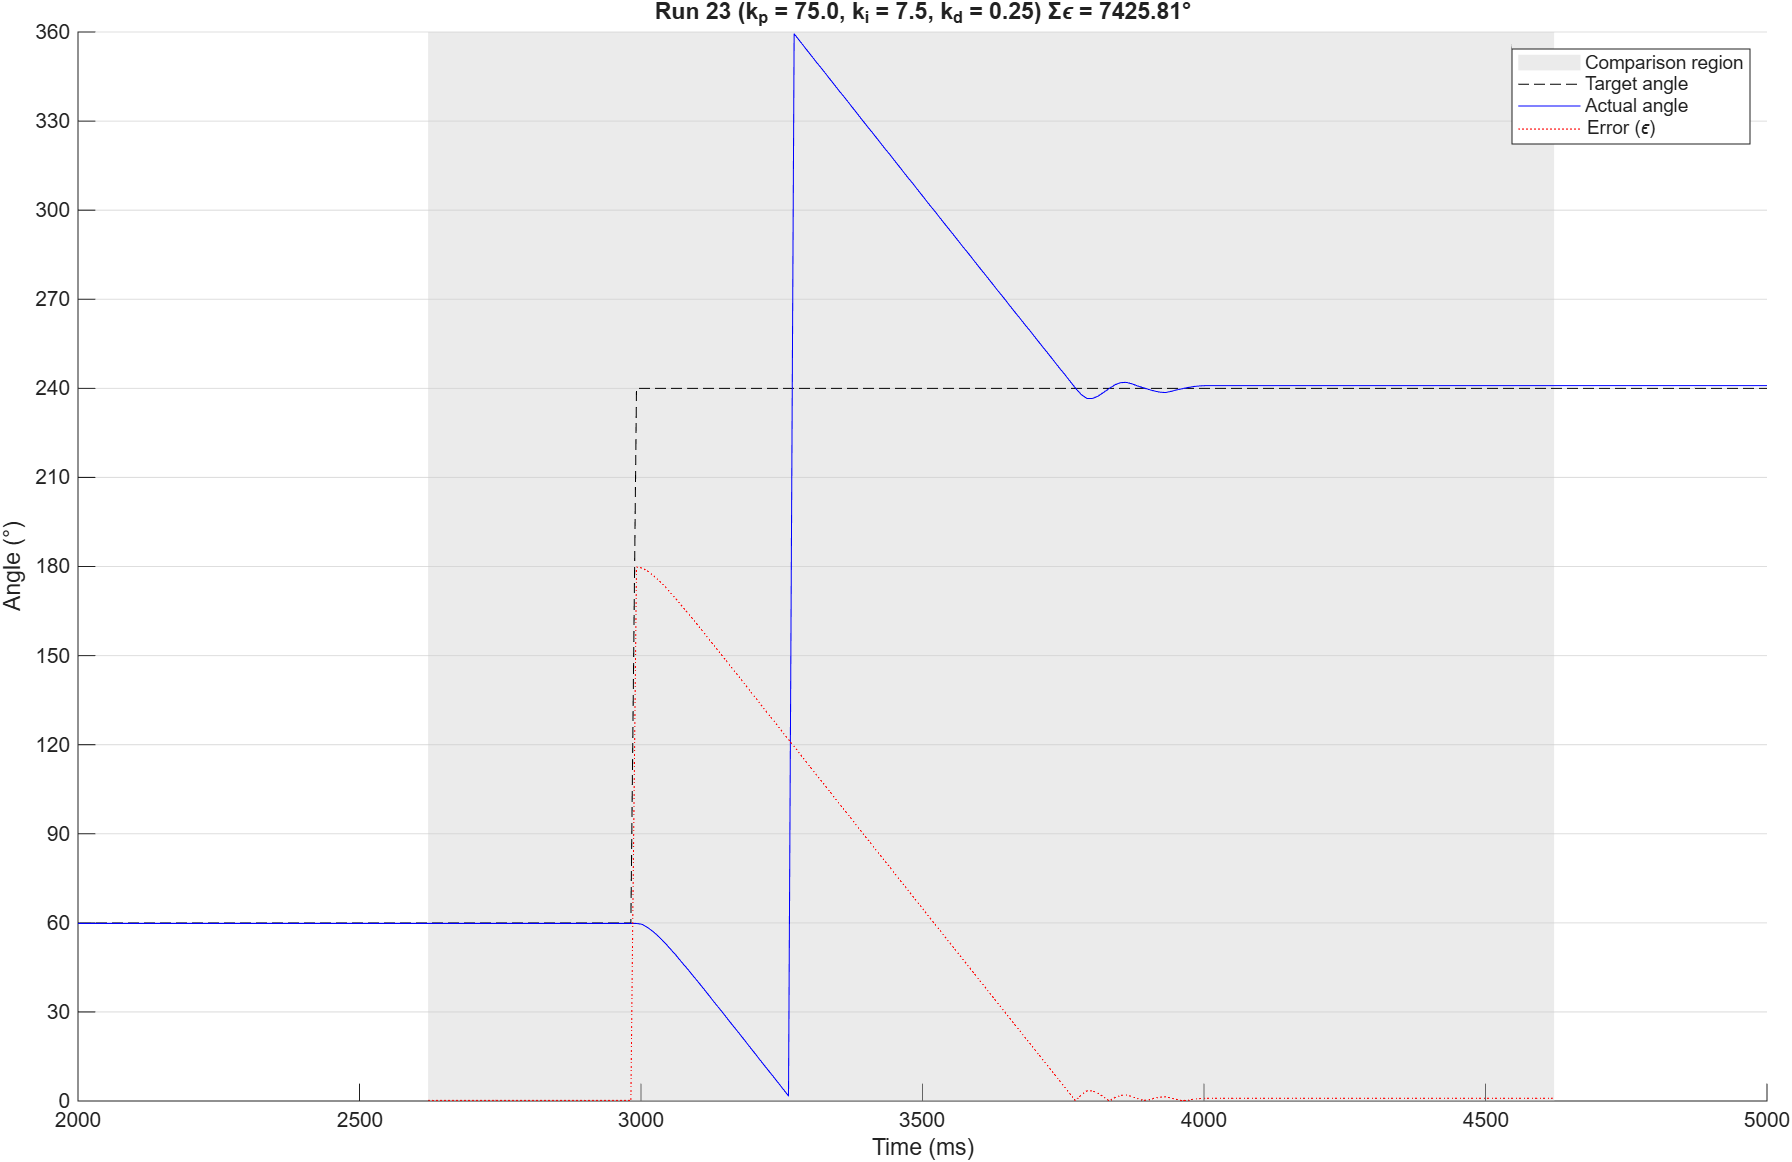 Run 23 (kp = 75.0, ki = 7.5, kd = 0.25) Σϵ = 7425.81°
Comparison region
Target angle
Actual angle
Error (ϵ)
Angle (°)
360
330
300
270
240
210
180
150
120
90
60
30
0
2000 2500 3000 3500 4000 4500 5000
Time (ms)